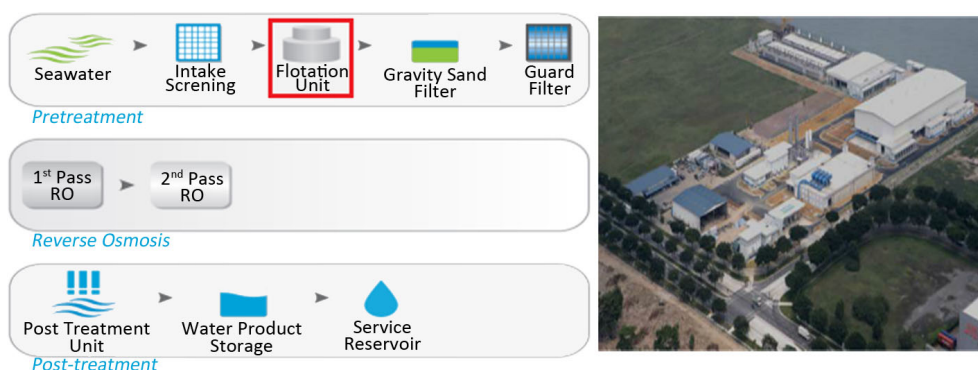 Seawater
Intake
Screning
Flotation
Unit
Gravity Sand
Filter
Guard
Filter
Pretreatment
1st Pass
RO
2nd Pass
RO
Reverse Osmosis
Post Treatment
Unit
Water Product
Storage
Service
Reservoir
Post-treatment